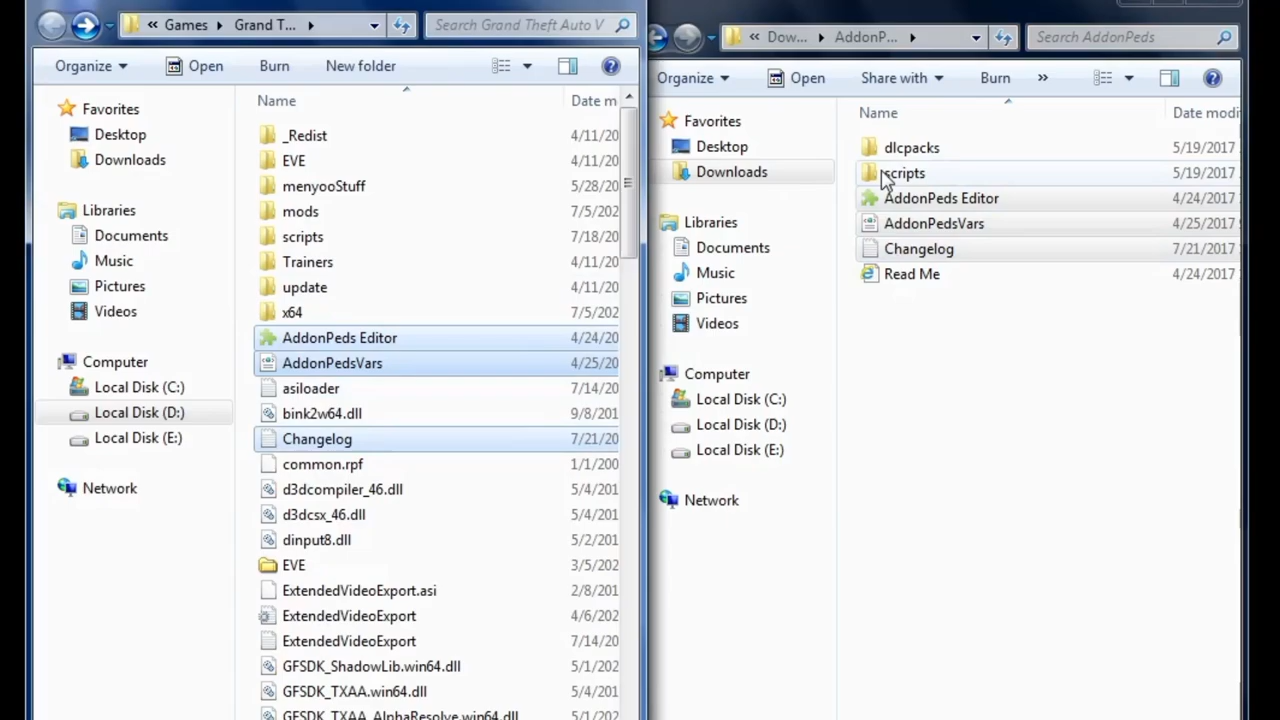 « Games ▸ Grand T... ▸
Search Grand Theft Auto V
Organize
Open
Burn
New folder
Favorites
Desktop
Downloads
Libraries
Documents
Music
Pictures
Videos
Computer
Local Disk (C:)
Local Disk (D:)
Local Disk (E:)
Network
Name Date m
_Redist 4/11/20
EVE 4/11/20
menyooStuff 5/28/20
mods 7/5/202
scripts 7/18/20
Trainers 4/11/20
update 4/11/20
x64 7/5/202
AddonPeds Editor 4/24/20
AddonPedsVars 4/25/20
asiloader 7/14/20
bink2w64.dll 9/8/201
Changelog 7/21/20
common.rpf 1/1/200
d3dcompiler_46.dll 5/4/201
d3dcsx_46.dll 5/4/201
dinput8.dll 5/2/201
EVE 3/5/202
ExtendedVideoExport.asi 2/8/201
ExtendedVideoExport 4/6/202
ExtendedVideoExport 7/14/20
GFSDK_ShadowLib.win64.dll 5/1/202
GFSDK_TXAA.win64.dll 5/4/201
GFSDK_TXAA_AlphaResolve.win64.dll 5/1/202
« Dow... ▸ AddonP... ▸
Search AddonPeds
Organize
Open
Share with
Burn
»
Favorites
Desktop
Downloads
Libraries
Documents
Music
Pictures
Videos
Computer
Local Disk (C:)
Local Disk (D:)
Local Disk (E:)
Network
Name Date modi
dlcpacks 5/19/2017
scripts 5/19/2017
AddonPeds Editor 4/24/2017
AddonPedsVars 4/25/2017
Changelog 7/21/2017
Read Me 4/24/2017